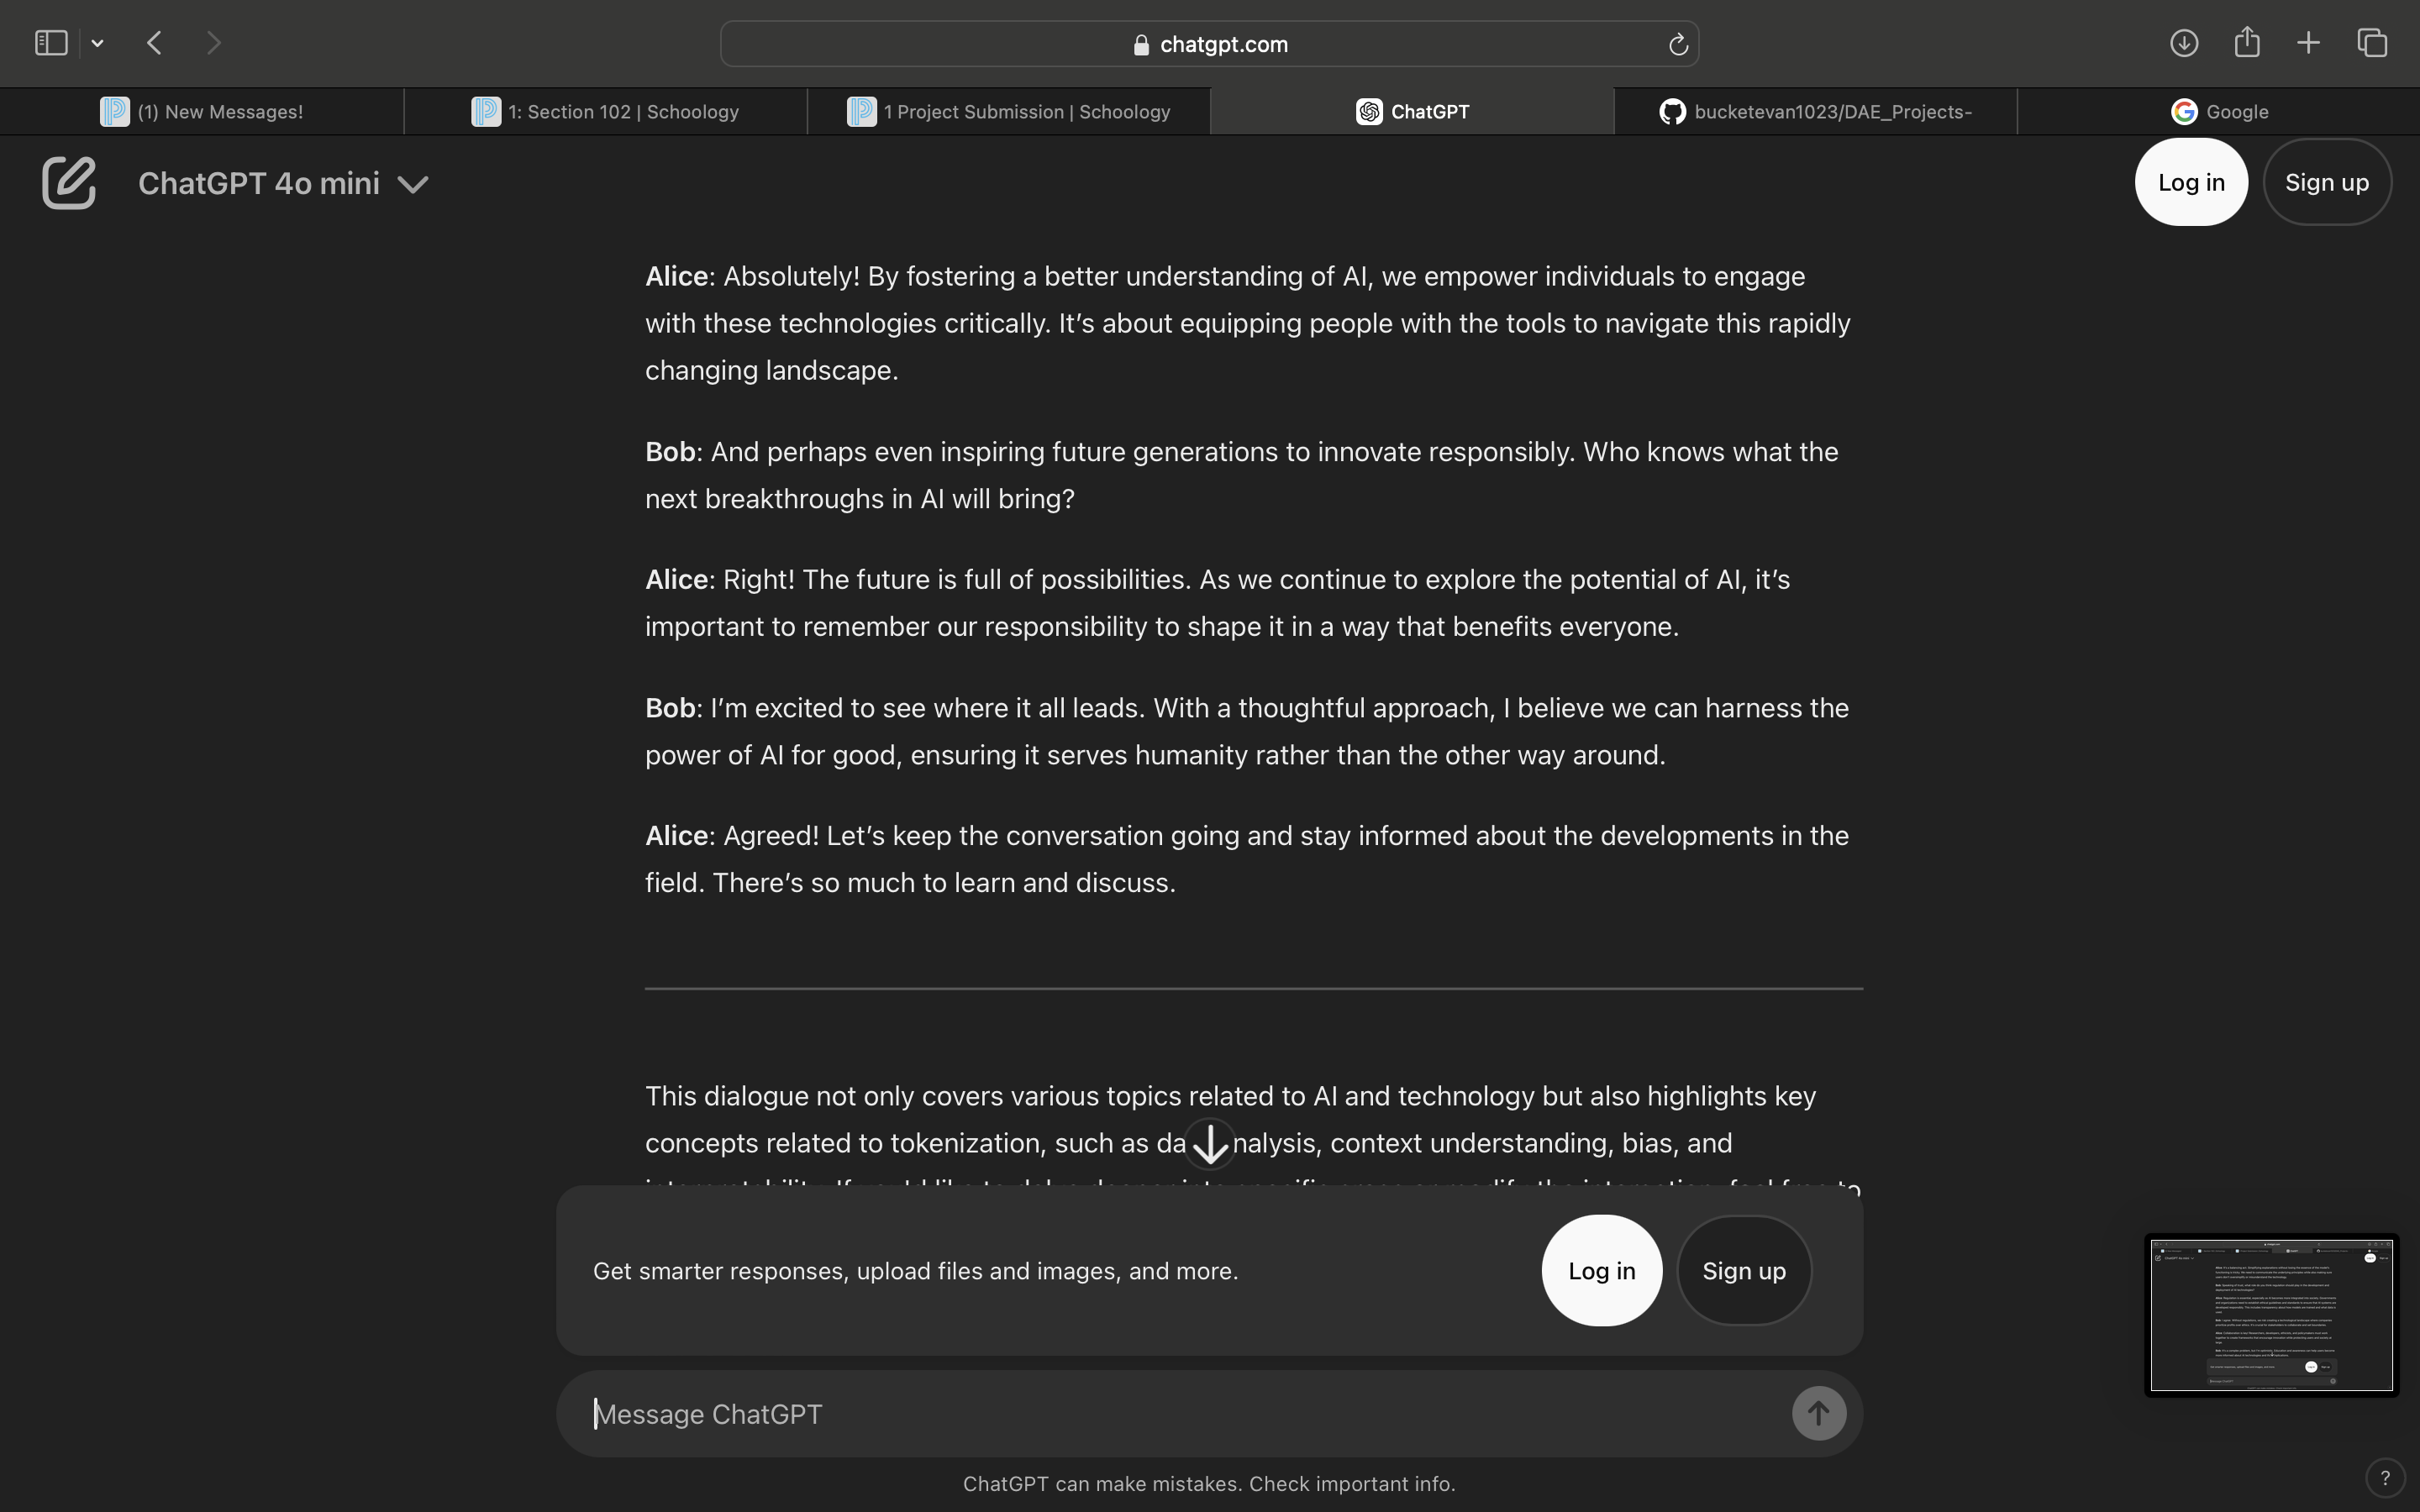 chatgpt.com
(1) New Messages!
1: Section 102 | Schoology
1 Project Submission | Schoology
ChatGPT
bucketevan1023/DAE_Projects-
Google
ChatGPT 4o mini
Log in
Sign up
Alice: Absolutely! By fostering a better understanding of AI, we empower individuals to engage
with these technologies critically. It’s about equipping people with the tools to navigate this rapidly
changing landscape.
Bob: And perhaps even inspiring future generations to innovate responsibly. Who knows what the
next breakthroughs in AI will bring?
Alice: Right! The future is full of possibilities. As we continue to explore the potential of AI, it’s
important to remember our responsibility to shape it in a way that benefits everyone.
Bob: I’m excited to see where it all leads. With a thoughtful approach, I believe we can harness the
power of AI for good, ensuring it serves humanity rather than the other way around.
Alice: Agreed! Let’s keep the conversation going and stay informed about the developments in the
field. There’s so much to learn and discuss.
This dialogue not only covers various topics related to AI and technology but also highlights key
concepts related to tokenization, such as da nalysis, context understanding, bias, and
Get smarter responses, upload files and images, and more.
Log in
Sign up
Message ChatGPT
ChatGPT can make mistakes. Check important info.
?